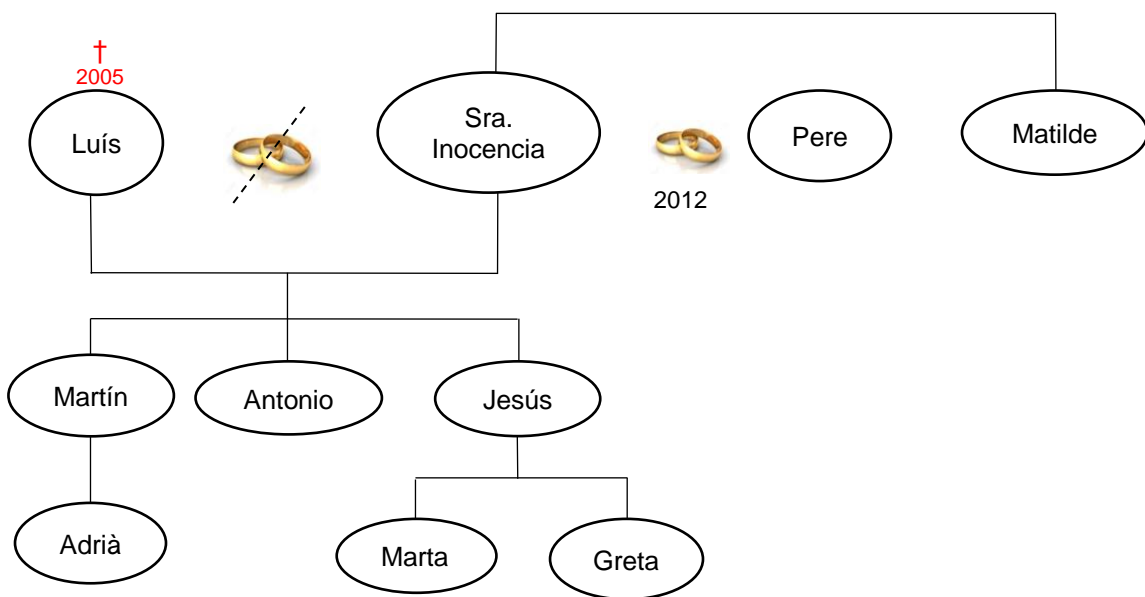 †
2005
Luís
Sra.
Inocencia
Pere
Matilde
2012
Martín
Antonio
Jesús
Adrià
Marta
Greta